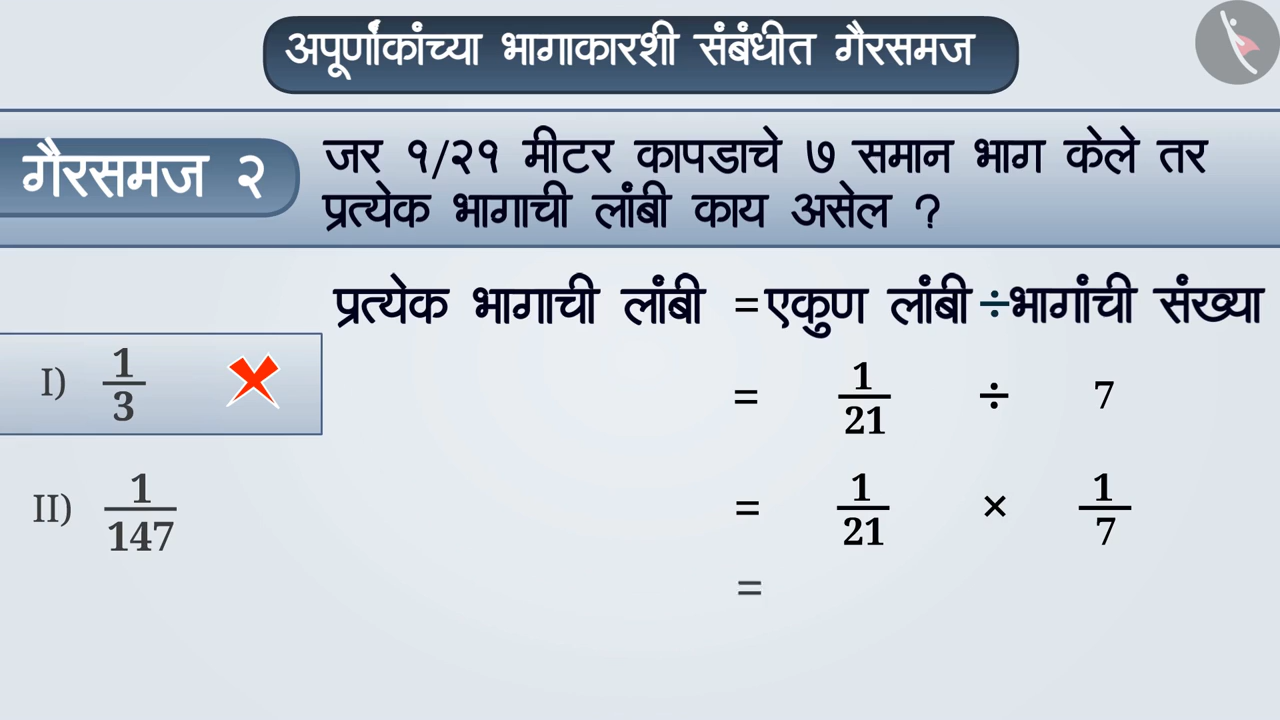 अपूर्णांकांच्या भागाकारशी संबंधीत गैरसमज
गैरसमज २
जर १/२१ मीटर कापडाचे ७ समान भाग केले तर
प्रत्येक भागाची लांबी काय असेल ?
प्रत्येक भागाची लांबी = एकुण लांबी ÷ भागांची संख्या
I) 1/3
= 1/21 ÷ 7
II) 1/147
= 1/21 × 1/7
=